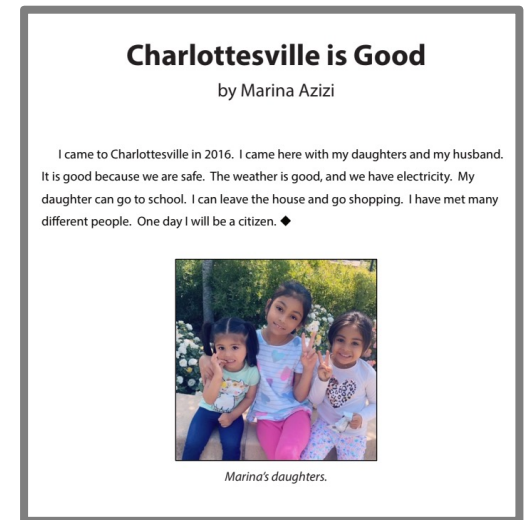 Charlottesville is Good
by Marina Azizi
I came to Charlottesville in 2016. I came here with my daughters and my husband.
It is good because we are safe. The weather is good, and we have electricity. My
daughter can go to school. I can leave the house and go shopping. I have met many
different people. One day I will be a citizen. ◆
Marina's daughters.